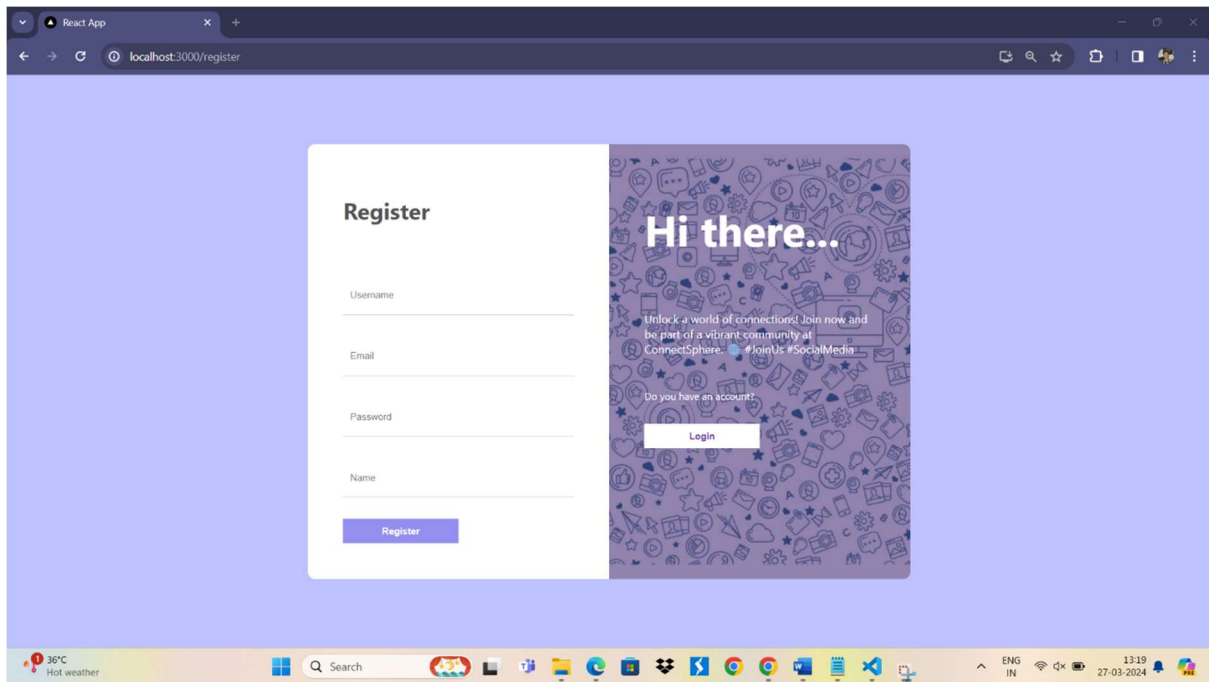 React App
localhost:3000/register
Register
Hi there...
Username
Unlock a world of connections! Join now and
be part of a vibrant community at
ConnectSphere. 🌐 #JoinUs #SocialMedia
Email
Do you have an account?
Password
Login
Name
Register
1
36°C
Hot weather
Search
ENG
IN
13:19
27-03-2024
PRE